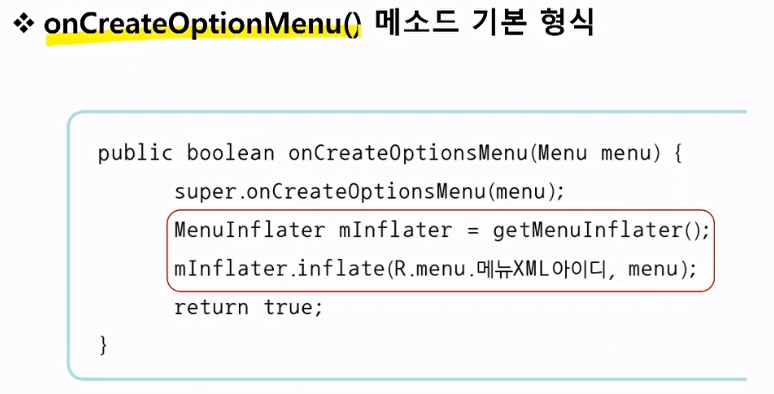 ❖ onCreateOptionMenu() 메소드 기본 형식
public boolean onCreateOptionsMenu(Menu menu) {
super.onCreateOptionsMenu(menu);
MenuInflater mInflater = getMenuInflater();
mInflater.inflate(R.menu.메뉴XML아이디, menu);
return true;
}